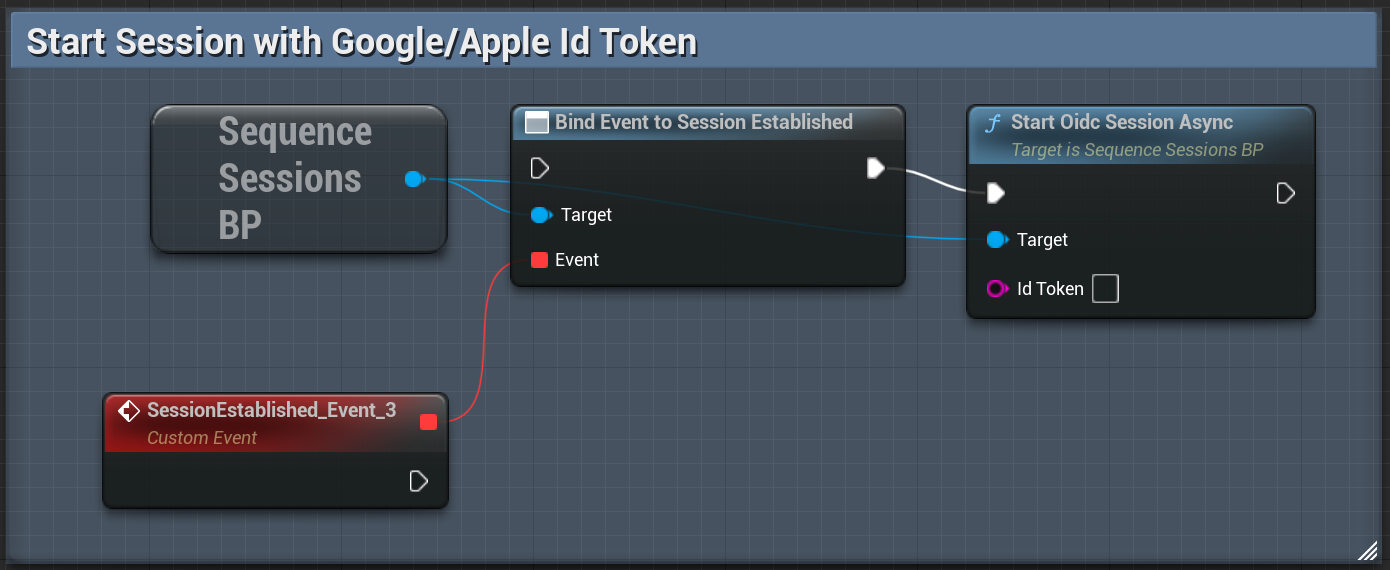 Start Session with Google/Apple Id Token
Sequence
Sessions
BP
Bind Event to Session Established
Target
Event
Start Oidc Session Async
Target is Sequence Sessions BP
Target
Id Token
SessionEstablished_Event_3
Custom Event